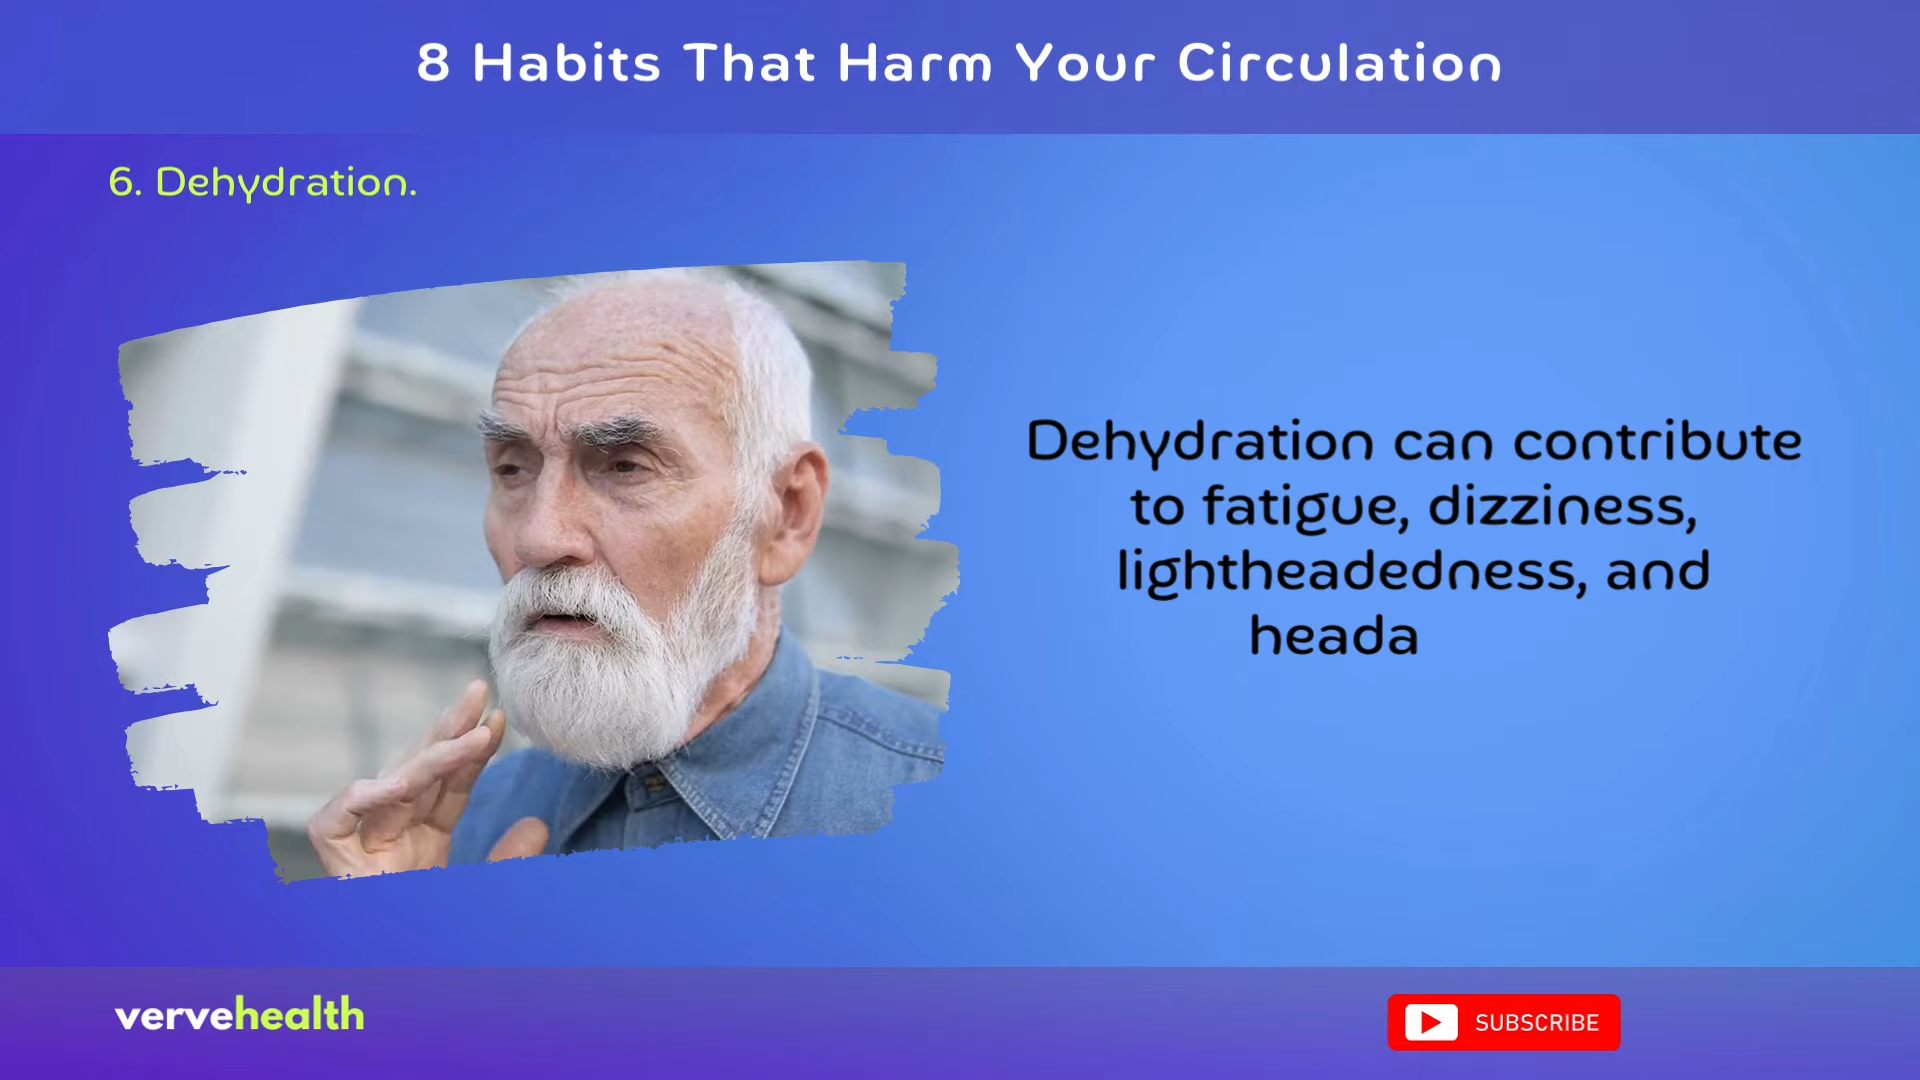 8 Habits That Harm Your Circulation
6. Dehydration.
Dehydration can contribute
to fatigue, dizziness,
lightheadedness, and
heada
vervehealth
SUBSCRIBE